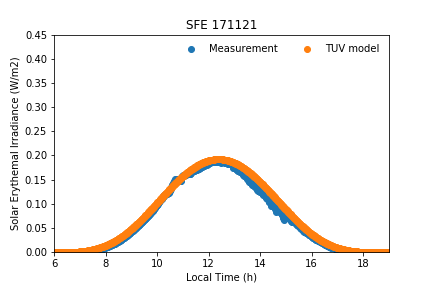 SFE 171121
Measurement
TUV model
Solar Erythemal Irradiance (W/m2)
0.45
0.40
0.35
0.30
0.25
0.20
0.15
0.10
0.05
0.00
6 8 10 12 14 16 18
Local Time (h)